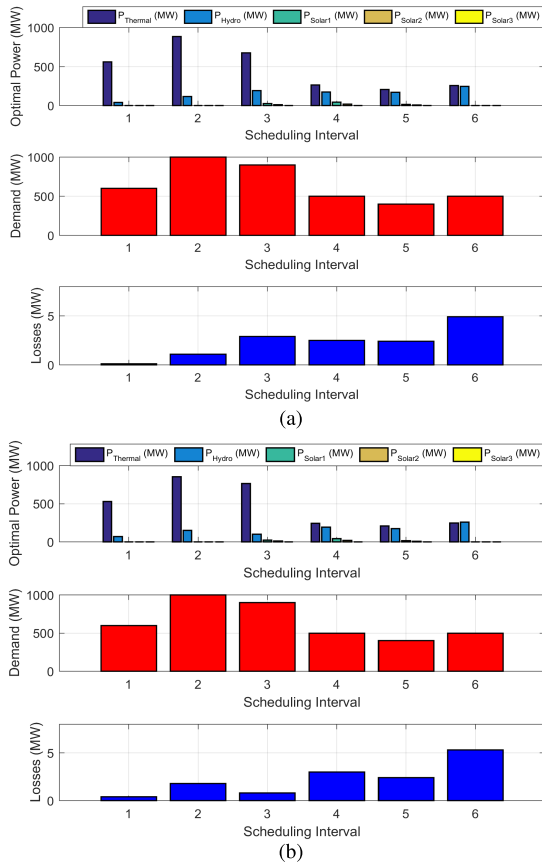 P_Thermal (MW) P_Hydro (MW) P_Solar1 (MW) P_Solar2 (MW) P_Solar3 (MW)
Optimal Power (MW)
1000
500
0
1 2 3 4 5 6
Scheduling Interval
Demand (MW)
1000
500
0
1 2 3 4 5 6
Scheduling Interval
Losses (MW)
5
0
1 2 3 4 5 6
Scheduling Interval
(a)
P_Thermal (MW) P_Hydro (MW) P_Solar1 (MW) P_Solar2 (MW) P_Solar3 (MW)
Optimal Power (MW)
1000
500
0
1 2 3 4 5 6
Scheduling Interval
Demand (MW)
1000
500
0
1 2 3 4 5 6
Scheduling Interval
Losses (MW)
5
0
1 2 3 4 5 6
Scheduling Interval
(b)